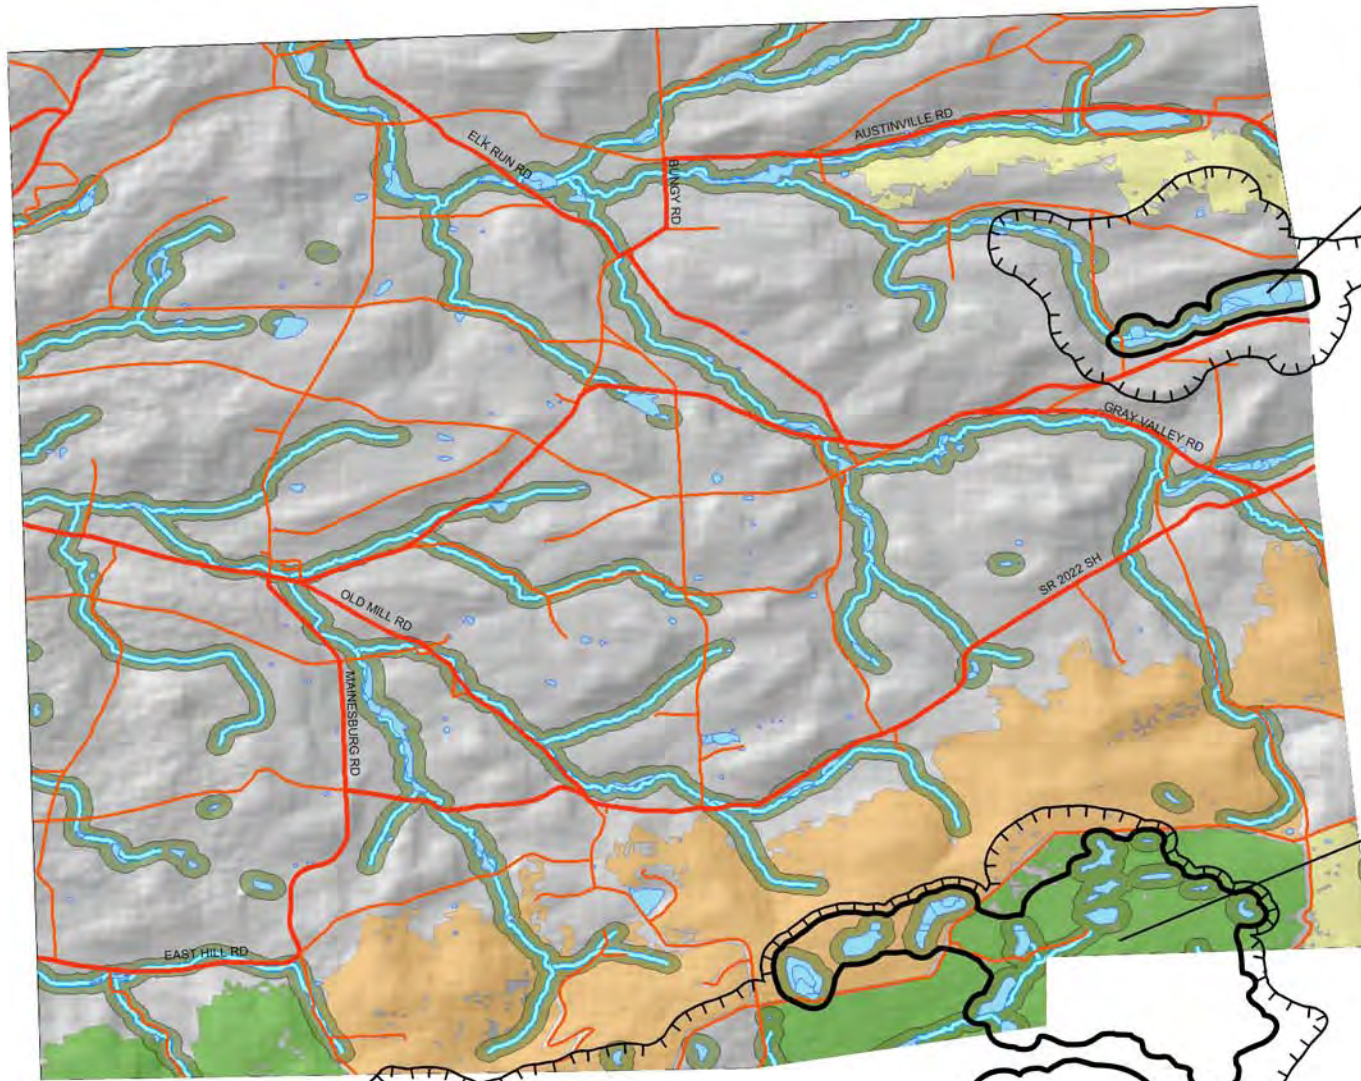 AUSTINVILLE RD
ELK RUN RD
BUNGY RD
GRAY VALLEY RD
SR 2022 SH
OLD MILL RD
MAINESBURG RD
EAST HILL RD